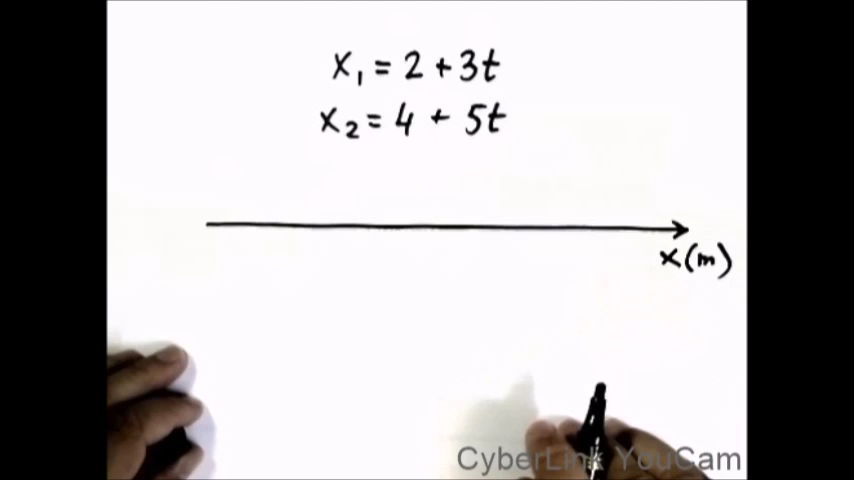 x₁ = 2 + 3t
x₂ = 4 + 5t
x(m)
CyberLink YouCam